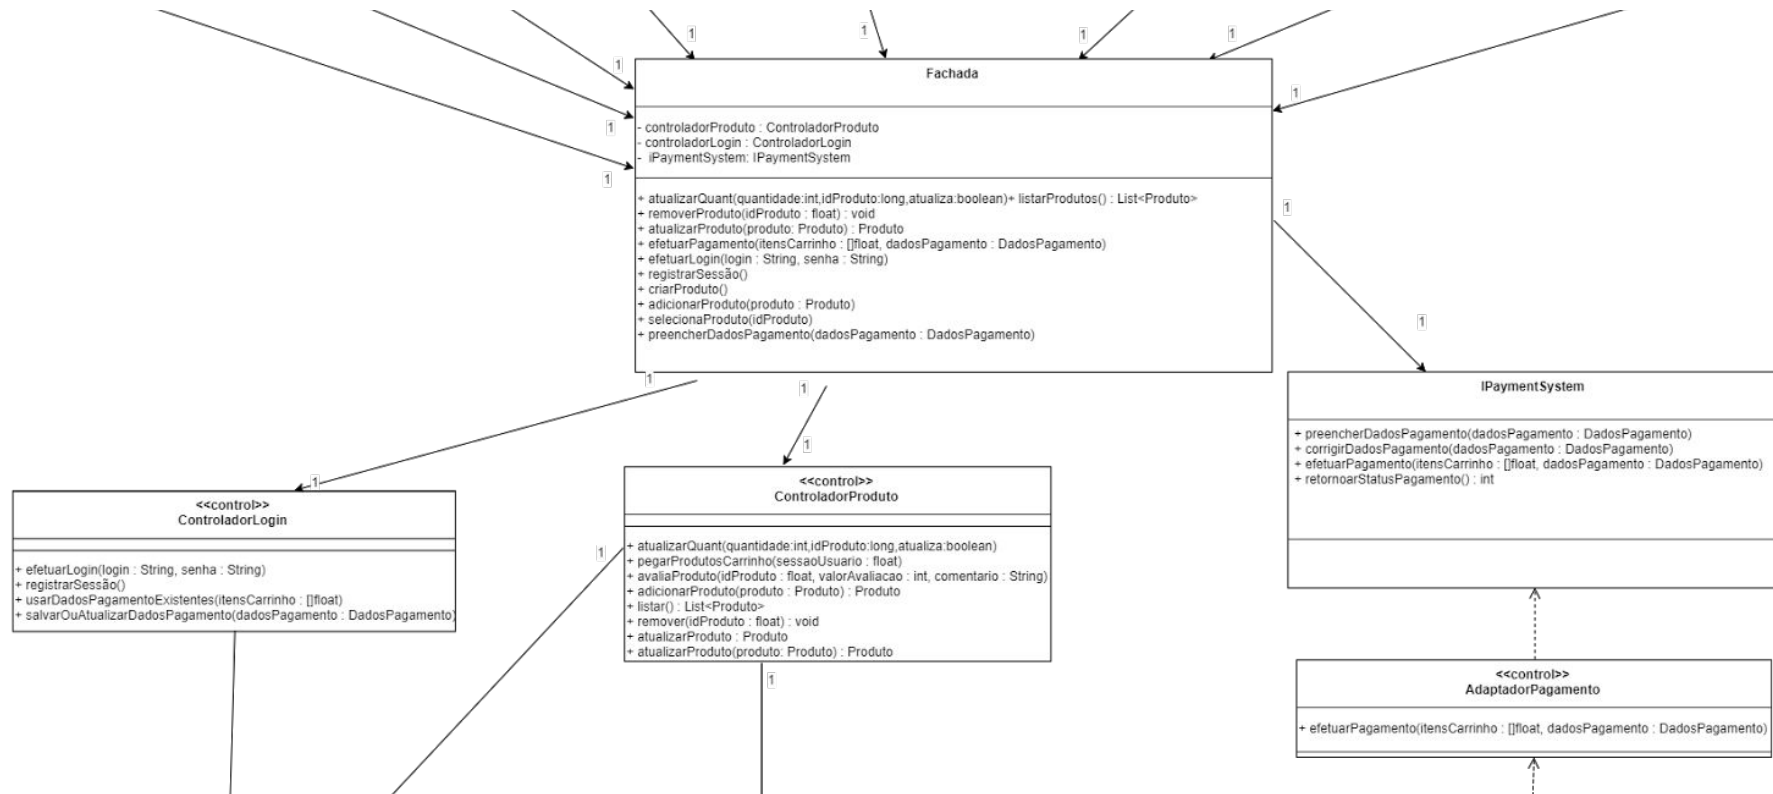 1
1
1
1
1
1
1
1
Fachada
- controladorProduto : ControladorProduto
- controladorLogin : ControladorLogin
- iPaymentSystem: IPaymentSystem
+ atualizarQuant(quantidade:int,idProduto:long,atualiza:boolean)+ listarProdutos() : List<Produto>
+ removerProduto(idProduto : float) : void
+ atualizarProduto(produto: Produto) : Produto
+ efetuarPagamento(itensCarrinho : []float, dadosPagamento : DadosPagamento)
+ efetuarLogin(login : String, senha : String)
+ registrarSessão()
+ criarProduto()
+ adicionarProduto(produto : Produto)
+ selecionaProduto(idProduto)
+ preencherDadosPagamento(dadosPagamento : DadosPagamento)
1
1
1
1
1
1
IPaymentSystem
+ preencherDadosPagamento(dadosPagamento : DadosPagamento)
+ corrigirDadosPagamento(dadosPagamento : DadosPagamento)
+ efetuarPagamento(itensCarrinho : []float, dadosPagamento : DadosPagamento)
+ retornoarStatusPagamento() : int
<<control>>
ControladorLogin
+ efetuarLogin(login : String, senha : String)
+ registrarSessão()
+ usarDadosPagamentoExistentes(itensCarrinho : []float)
+ salvarOuAtualizarDadosPagamento(dadosPagamento : DadosPagamento)
<<control>>
ControladorProduto
+ atualizarQuant(quantidade:int,idProduto:long,atualiza:boolean)
+ pegarProdutosCarrinho(sessaoUsuario : float)
+ avaliaProduto(idProduto : float, valorAvaliacao : int, comentario : String)
+ adicionarProduto(produto : Produto) : Produto
+ listar() : List<Produto>
+ remover(idProduto : float) : void
+ atualizarProduto : Produto
+ atualizarProduto(produto: Produto) : Produto
1
1
<<control>>
AdaptadorPagamento
+ efetuarPagamento(itensCarrinho : []float, dadosPagamento : DadosPagamento)